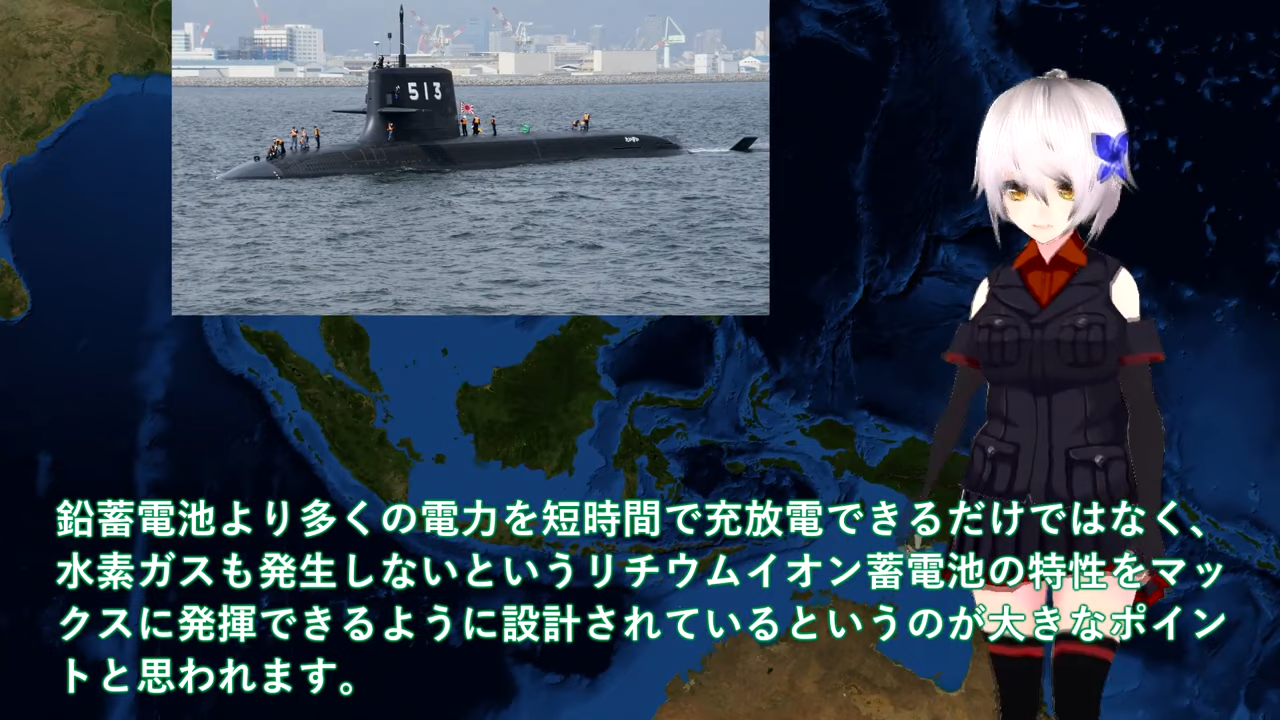 513
鉛蓄電池より多くの電力を短時間で充放電できるだけではなく、
水素ガスも発生しないというリチウムイオン蓄電池の特性をマッ
クスに発揮できるように設計されているというのが大きなポイン
トと思われます。